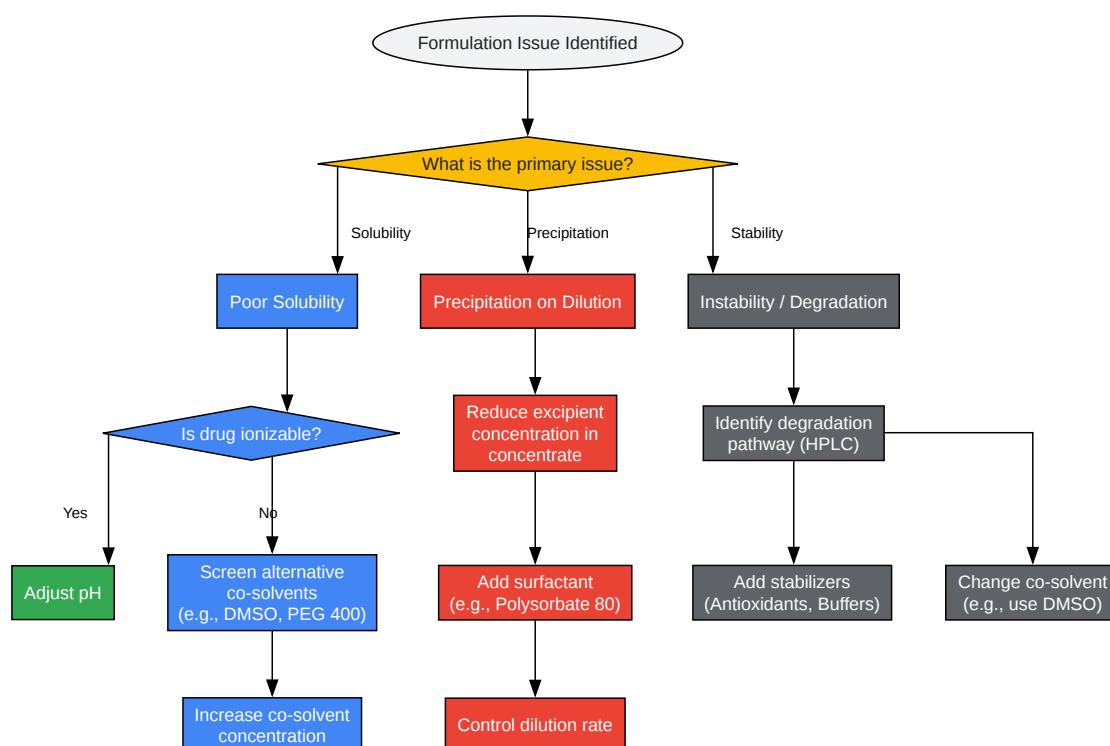 Formulation Issue Identified
What is the primary issue?
Solubility
Precipitation
Stability
Poor Solubility
Precipitation on Dilution
Instability / Degradation
Is drug ionizable?
Reduce excipient
concentration in
concentrate
Identify degradation
pathway (HPLC)
Yes
No
Adjust pH
Screen alternative
co-solvents
(e.g., DMSO, PEG 400)
Add surfactant
(e.g., Polysorbate 80)
Add stabilizers
(Antioxidants, Buffers)
Change co-solvent
(e.g., use DMSO)
Increase co-solvent
concentration
Control dilution rate